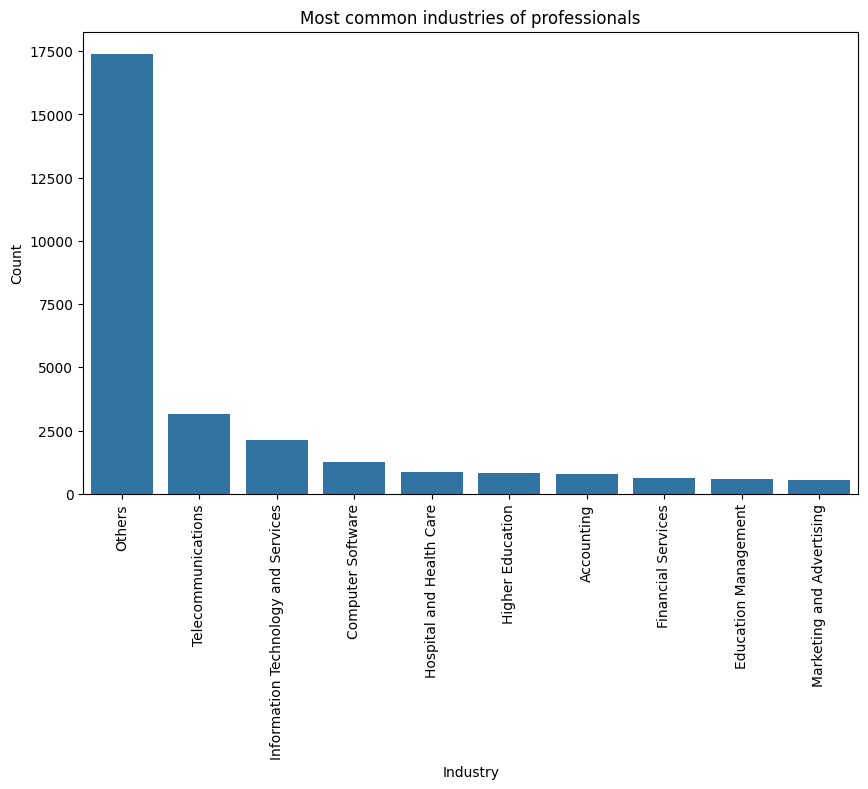 Most common industries of professionals
17500
15000
12500
10000
7500
5000
2500
0
Count
Others
Telecommunications
Information Technology and Services
Computer Software
Hospital and Health Care
Higher Education
Accounting
Financial Services
Education Management
Marketing and Advertising
Industry